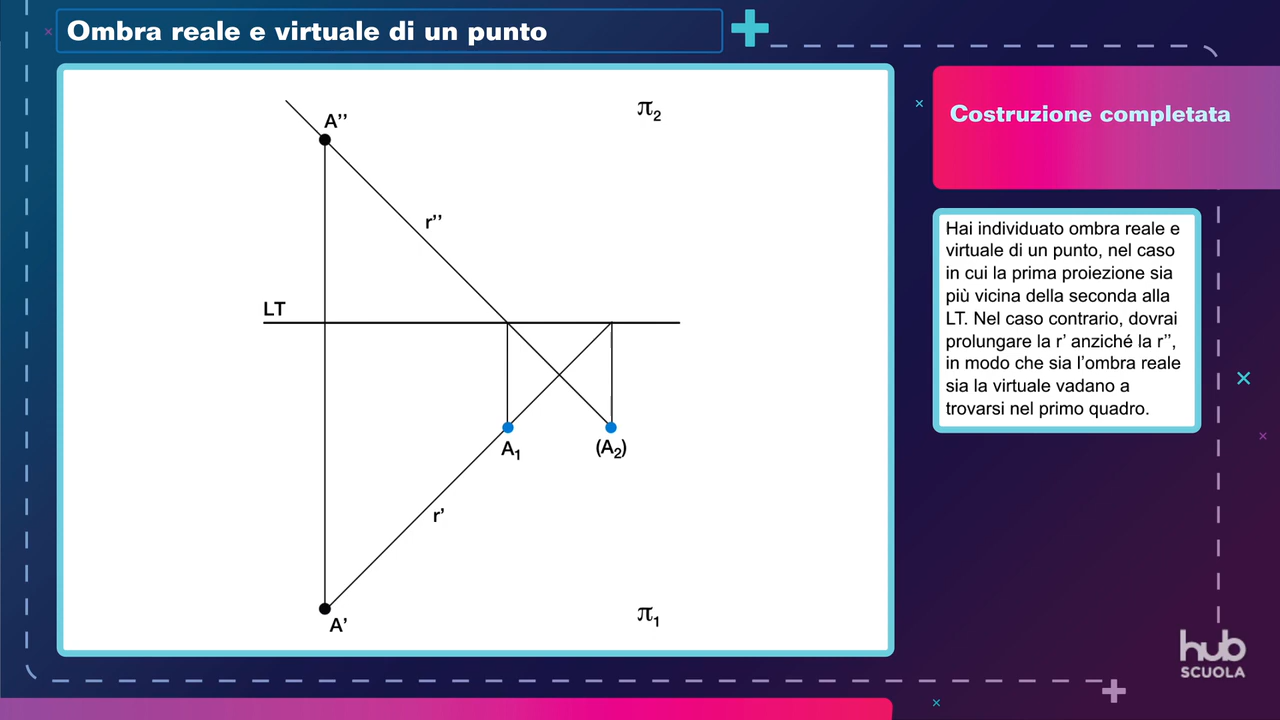 Ombra reale e virtuale di un punto
π2
A’’
r’’
LT
A1
(A2)
r’
A’
π1
Costruzione completata
Hai individuato ombra reale e
virtuale di un punto, nel caso
in cui la prima proiezione sia
più vicina della seconda alla
LT. Nel caso contrario, dovrai
prolungare la r’ anziché la r’’,
in modo che sia l’ombra reale
sia la virtuale vadano a
trovarsi nel primo quadro.
hub
SCUOLA